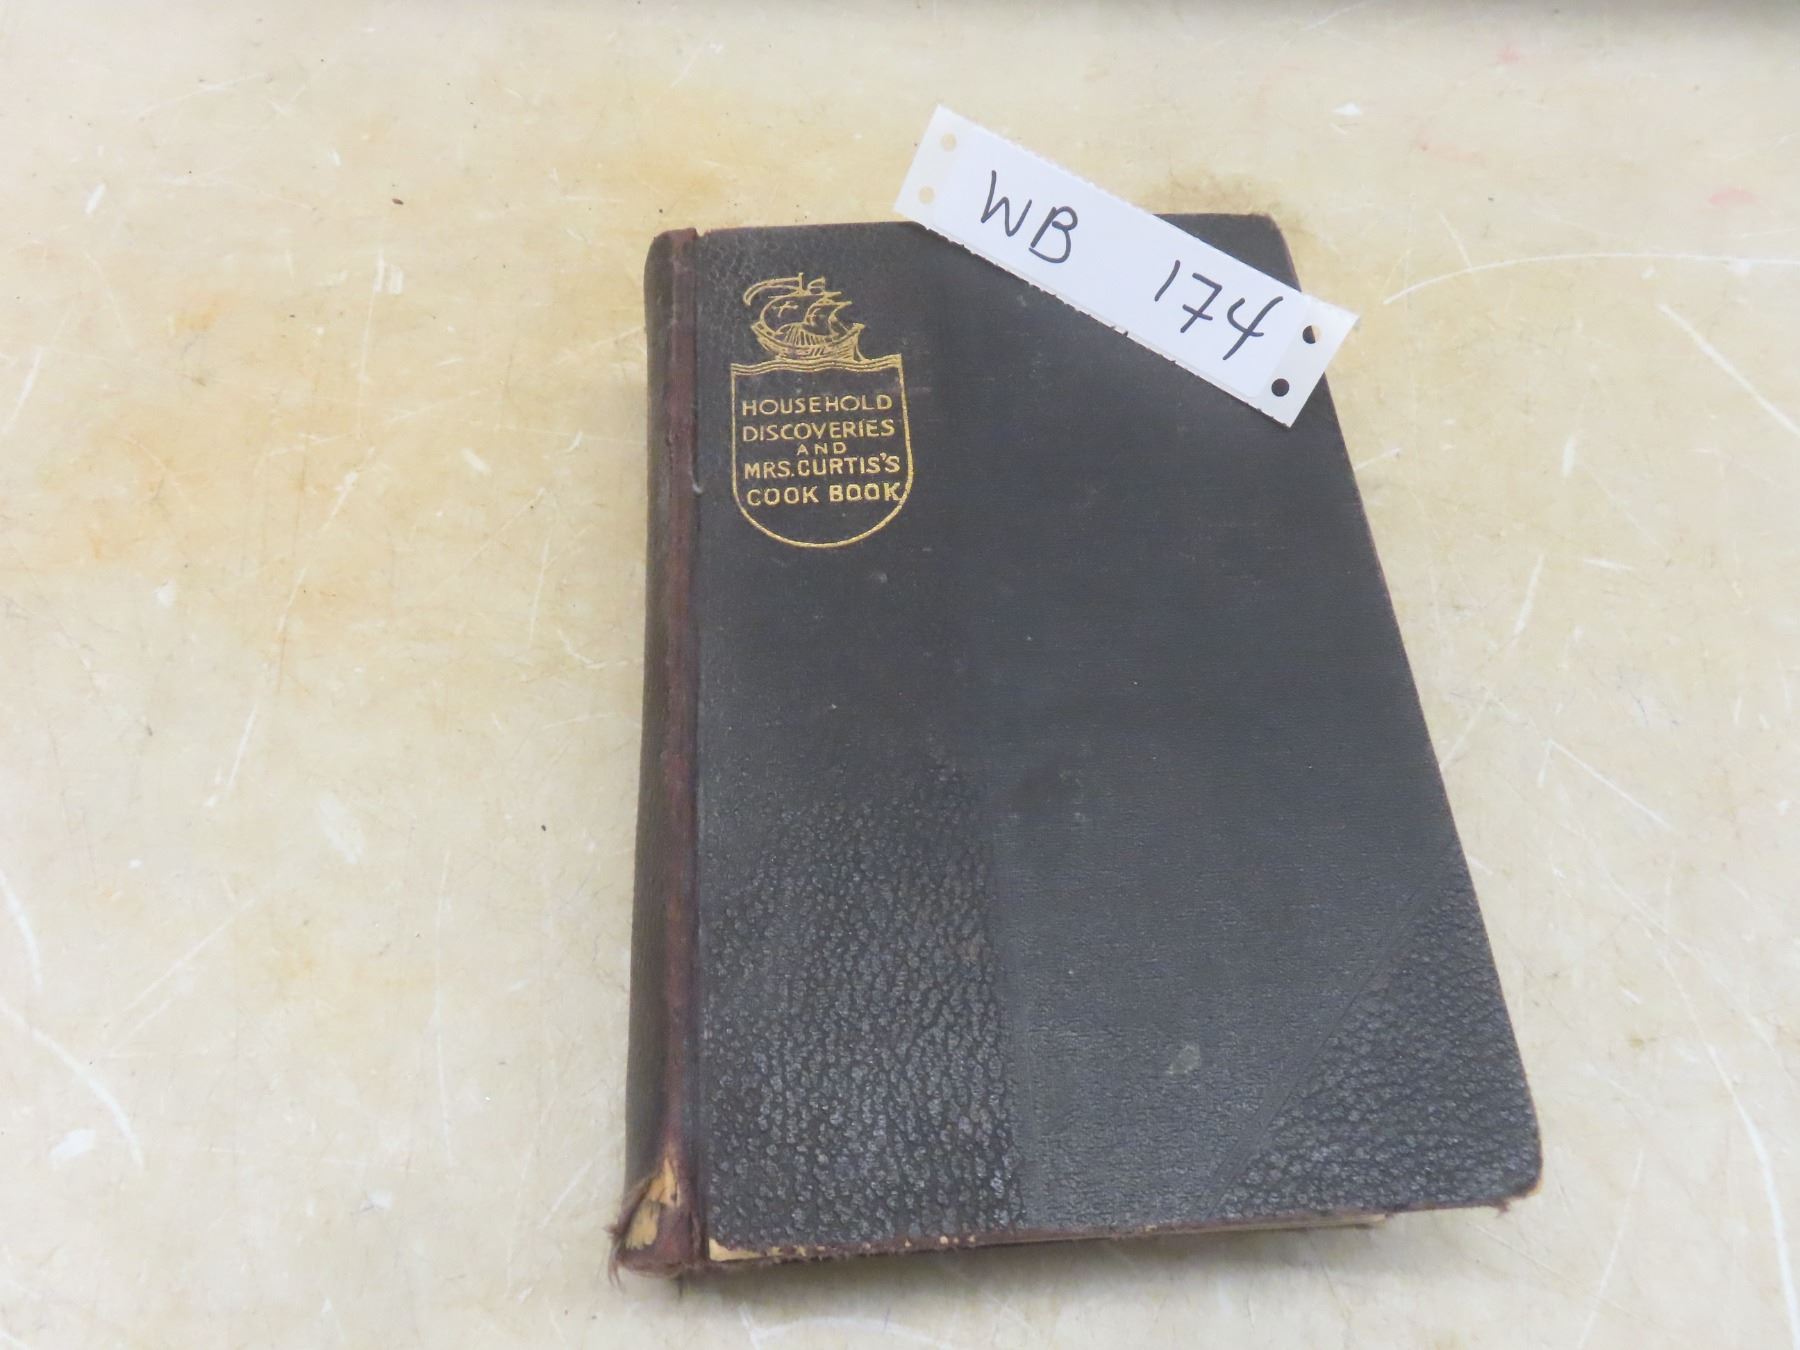 WB 174
HOUSEHOLD
DISCOVERIES
AND
MRS. CURTIS'S
COOK BOOK